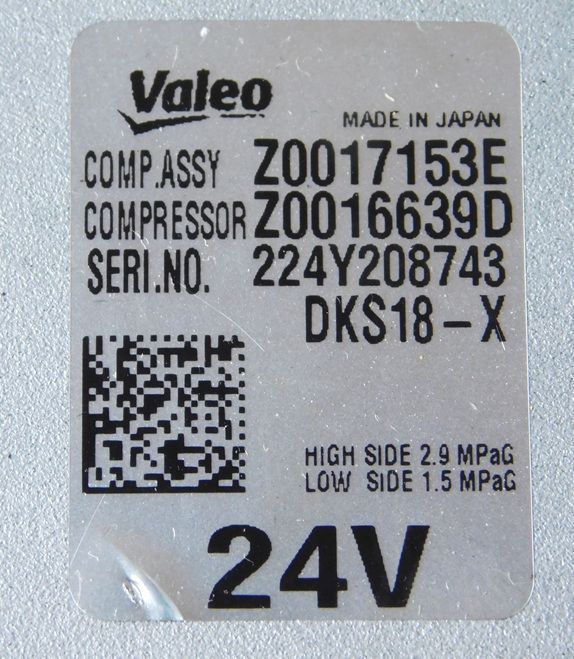 Valeo
MADE IN JAPAN
COMP.ASSY Z0017153E
COMPRESSOR Z0016639D
SERI.NO. 224Y208743
DKS18-X
HIGH SIDE 2.9 MPaG
LOW SIDE 1.5 MPaG
24V